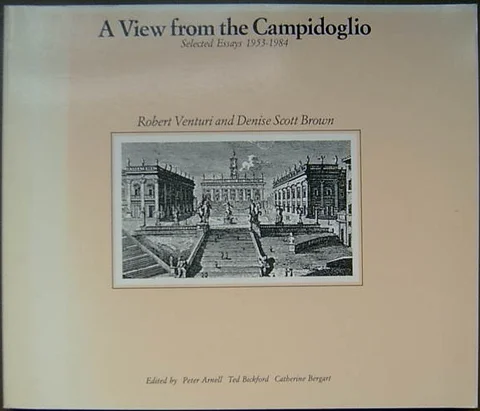 A View from the Campidoglio
Selected Essays 1953-1984
Robert Venturi and Denise Scott Brown
Edited by Peter Arnell Ted Bickford Catherine Bergart